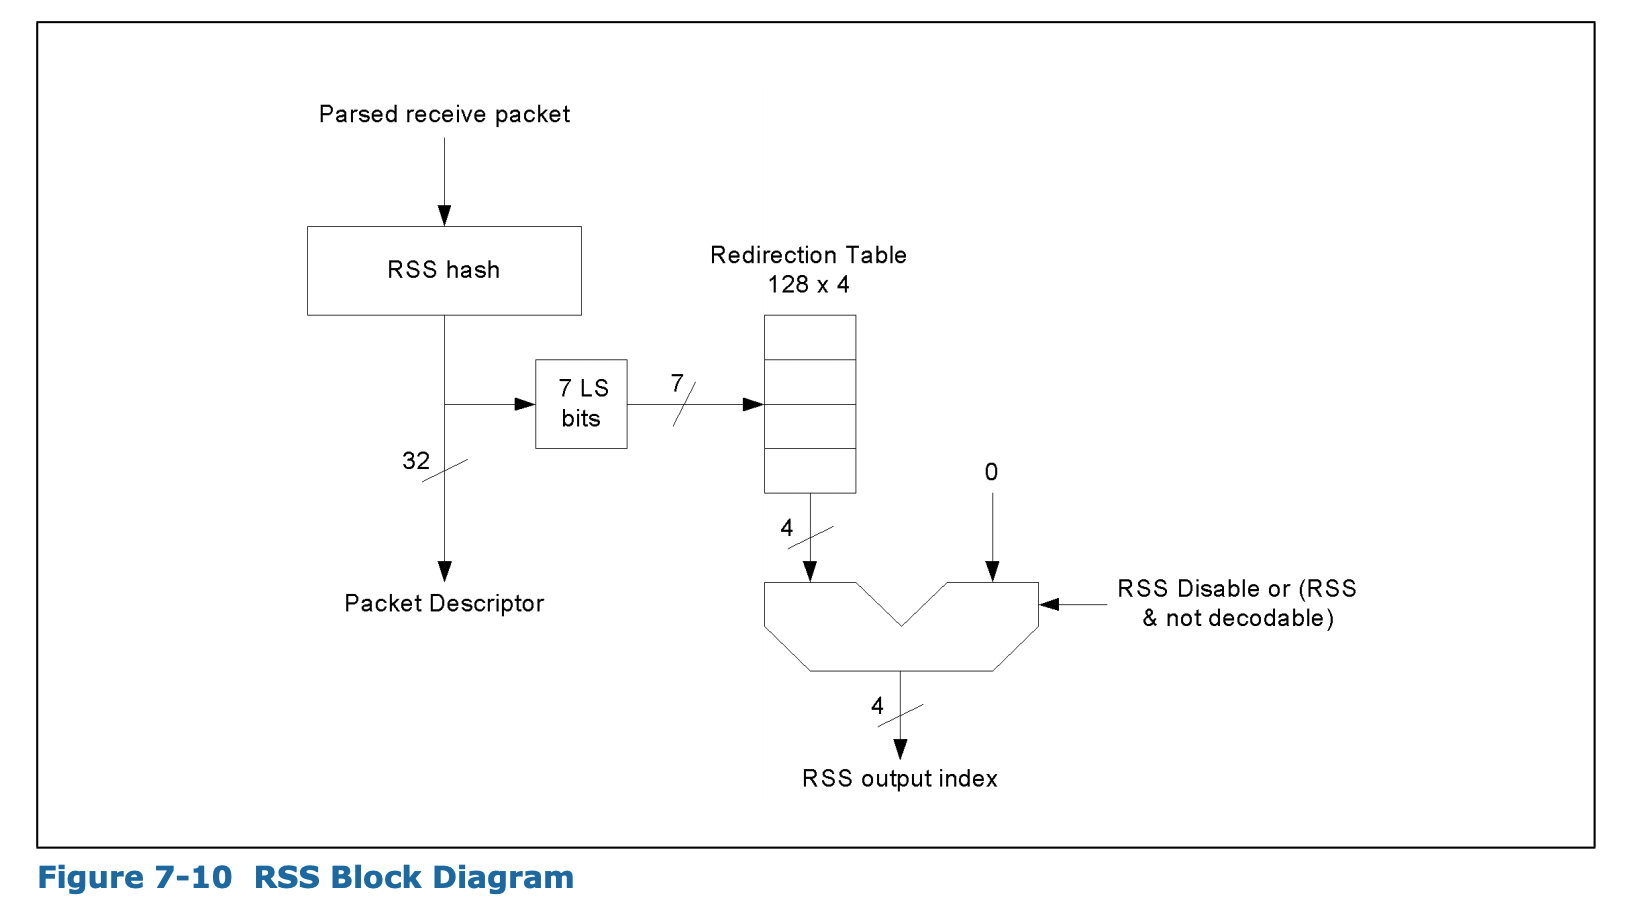 Parsed receive packet
RSS hash
Redirection Table
128 x 4
7 LS
bits
7
32
0
4
Packet Descriptor
RSS Disable or (RSS
& not decodable)
4
RSS output index
Figure 7-10  RSS Block Diagram